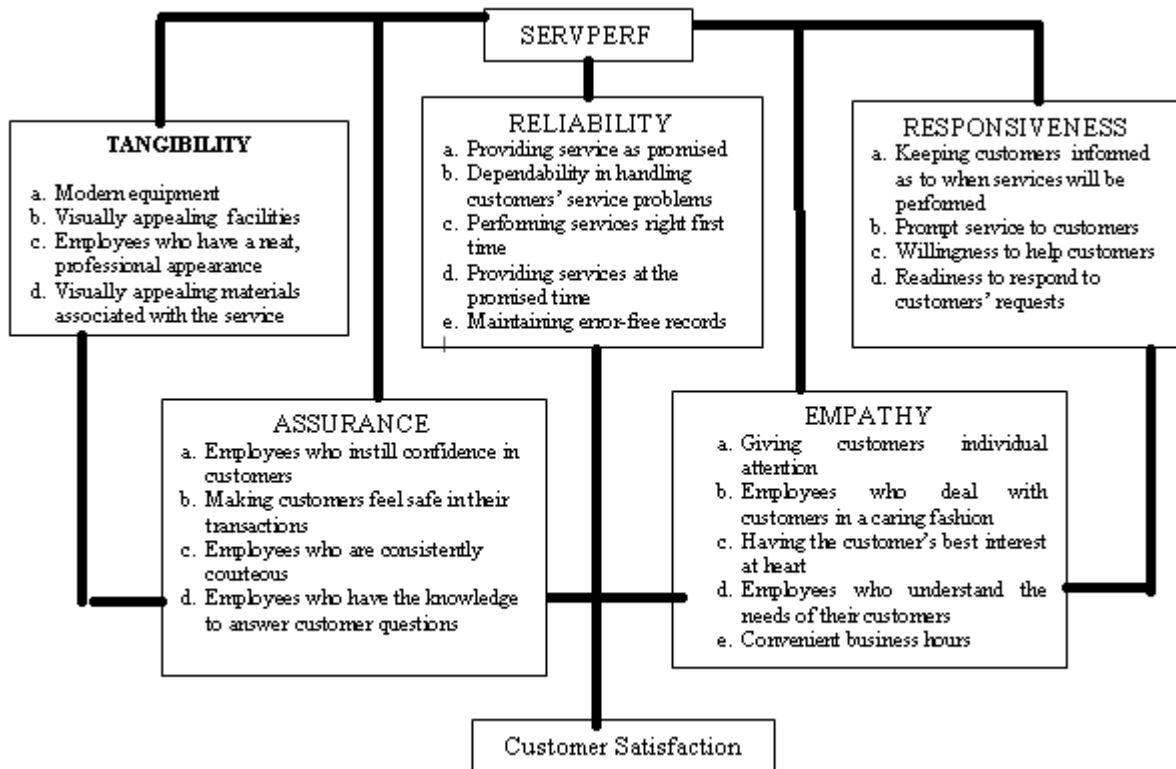 SERVPERF
TANGIBILITY
a. Modern equipment
b. Visually appealing facilities
c. Employees who have a neat,
professional appearance
d. Visually appealing materials
associated with the service
RELIABILITY
a. Providing service as promised
b. Dependability in handling
customers' service problems
c. Performing services right first
time
d. Providing services at the
promised time
e. Maintaining error-free records
RESPONSIVENESS
a. Keeping customers informed
as to when services will be
performed
b. Prompt service to customers
c. Willingness to help customers
d. Readiness to respond to
customers' requests
ASSURANCE
a. Employees who instill confidence in
customers
b. Making customers feel safe in their
transactions
c. Employees who are consistently
courteous
d. Employees who have the knowledge
to answer customer questions
EMPATHY
a. Giving customers individual
attention
b. Employees who deal with
customers in a caring fashion
c. Having the customer's best interest
at heart
d. Employees who understand the
needs of their customers
e. Convenient business hours
Customer Satisfaction